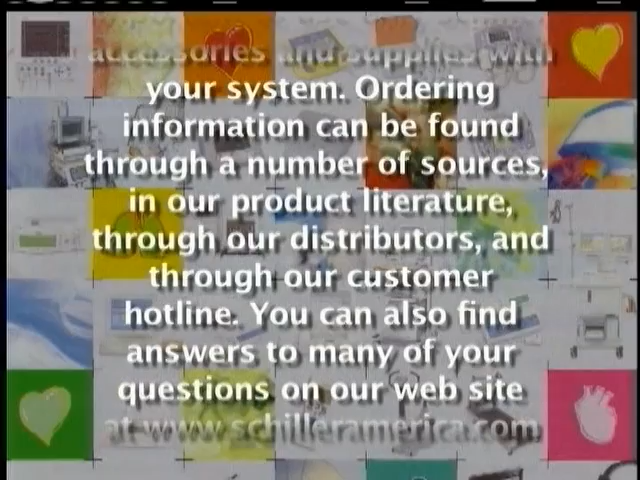 accessories and supplies with
your system. Ordering
information can be found
through a number of sources,
in our product literature,
through our distributors, and
through our customer
hotline. You can also find
answers to many of your
questions on our web site
at www.schilleramerica.com